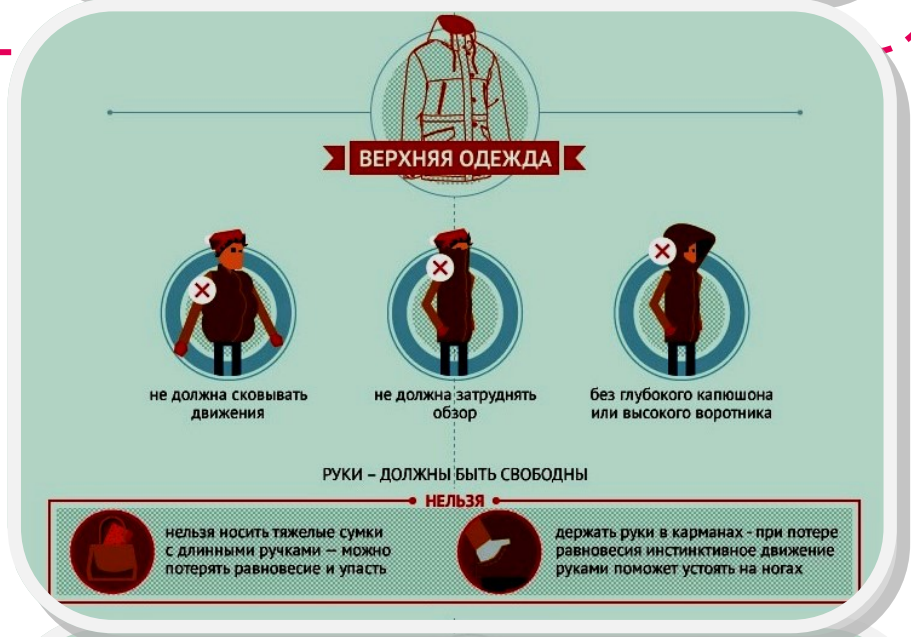 ВЕРХНЯЯ ОДЕЖДА
не должна сковывать
движения
не должна затруднять
обзор
без глубокого капюшона
или высокого воротника
РУКИ – ДОЛЖНЫ БЫТЬ СВОБОДНЫ
НЕЛЬЗЯ
нельзя носить тяжелые сумки
с длинными ручками – можно
потерять равновесие и упасть
держать руки в карманах - при потере
равновесия инстинктивное движение
руками поможет устоять на ногах